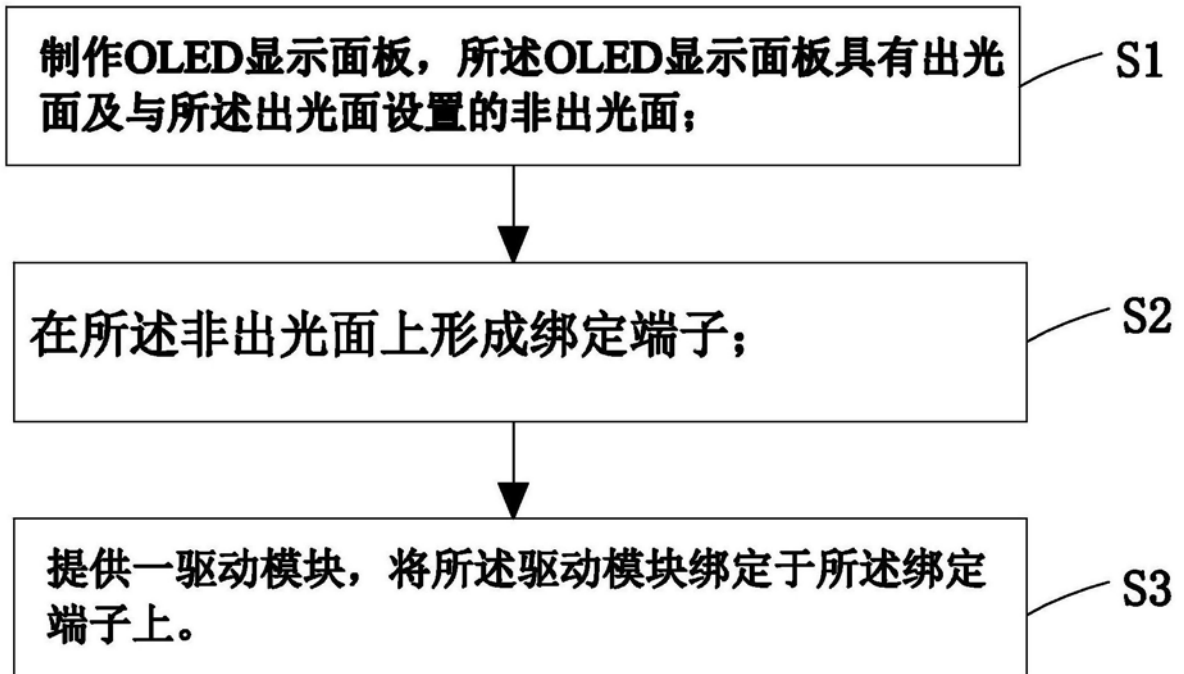 制作OLED显示面板，所述OLED显示面板具有出光
面及与所述出光面设置的非出光面；
S1
在所述非出光面上形成绑定端子；
S2
提供一驱动模块，将所述驱动模块绑定于所述绑定
端子上。
S3